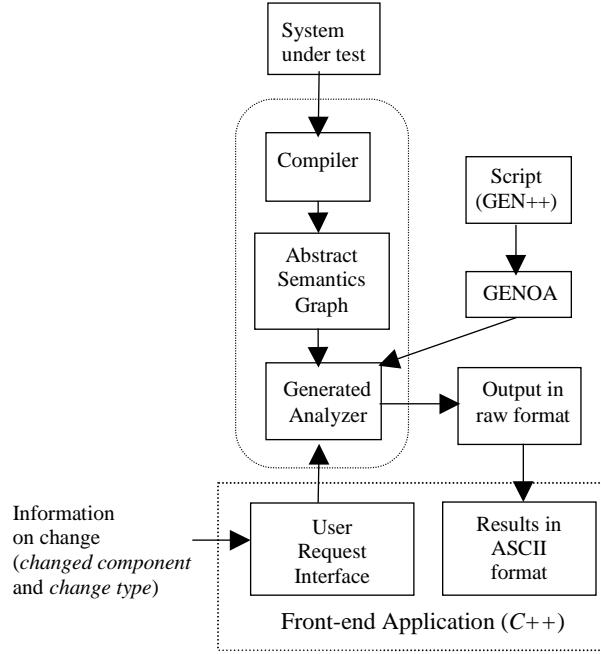 System
under test
Compiler
Script
(GEN++)
Abstract
Semantics
Graph
GENOA
Generated
Analyzer
Output in
raw format
Information
on change
(changed component
and change type)
User
Request
Interface
Results in
ASCII
format
Front-end Application (C++)